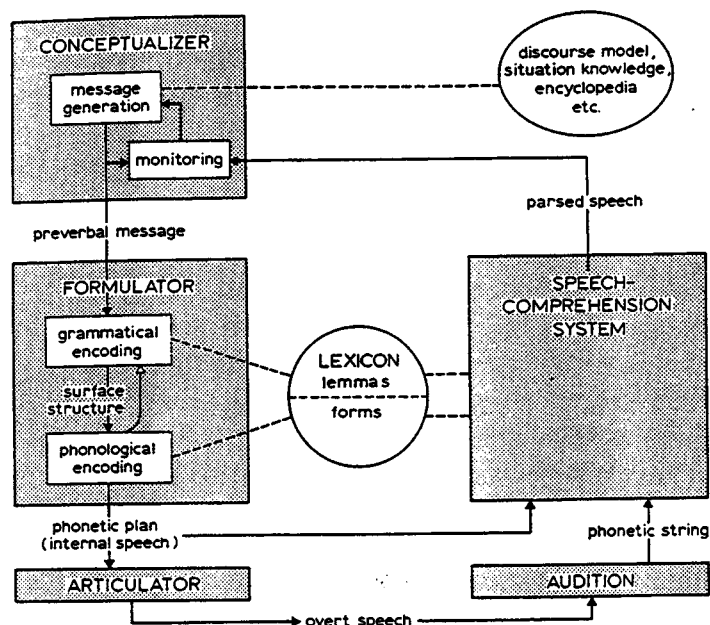 CONCEPTUALIZER
message
generation
monitoring
discourse model,
situation knowledge,
encyclopedia
etc.
parsed speech
preverbal message
FORMULATOR
grammatical
encoding
surface
structure
phonological
encoding
LEXICON
lemmas
forms
SPEECH-
COMPREHENSION
SYSTEM
phonetic plan
(internal speech)
phonetic string
ARTICULATOR
AUDITION
overt speech